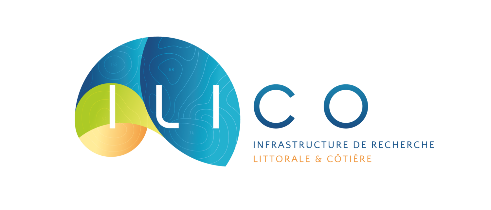 ILICO
INFRASTRUCTURE DE RECHERCHE
LITTORALE & CÔTIÈRE